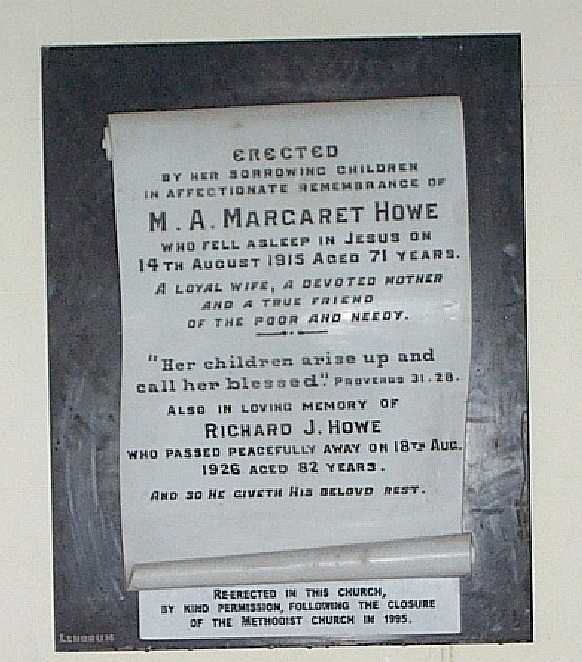 ERECTED
BY HER SORROWING CHILDREN
IN AFFECTIONATE REMEMBRANCE OF
M. A. MARGARET HOWE
WHO FELL ASLEEP IN JESUS ON
14TH AUGUST 1915 AGED 71 YEARS.
A LOYAL WIFE, A DEVOTED MOTHER
AND A TRUE FRIEND
OF THE POOR AND NEEDY.
"Her children arise up and
call her blessed." PROVERBS 31.28.
ALSO IN LOVING MEMORY OF
RICHARD J. HOWE
WHO PASSED PEACEFULLY AWAY ON 18TH AUG.
1926 AGED 82 YEARS.
AND SO HE GIVETH HIS BELOVD REST.
RE-ERECTED IN THIS CHURCH,
BY KIND PERMISSION, FOLLOWING THE CLOSURE
OF THE METHODIST CHURCH IN 1995.
LENDRUM